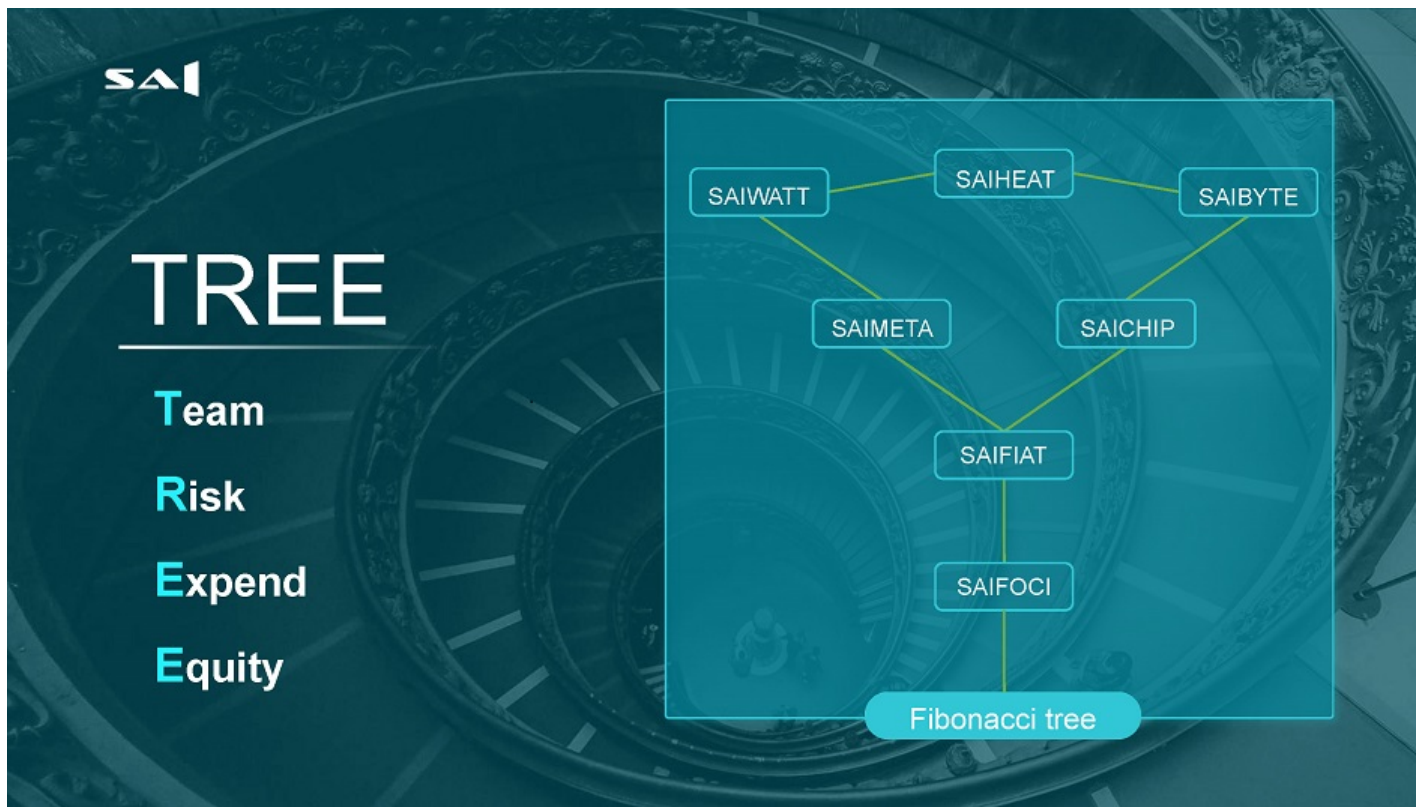 SAI
TREE
Team
Risk
Expend
Equity
SAIHEAT
SAIWATT
SAIBYTE
SAIMETA
SAICHIP
SAIFIAT
SAIFOCI
Fibonacci tree